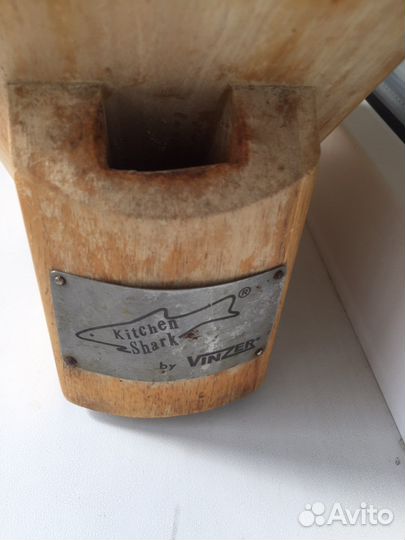 ®
Kitchen
Shark
by VINZER®
Avito